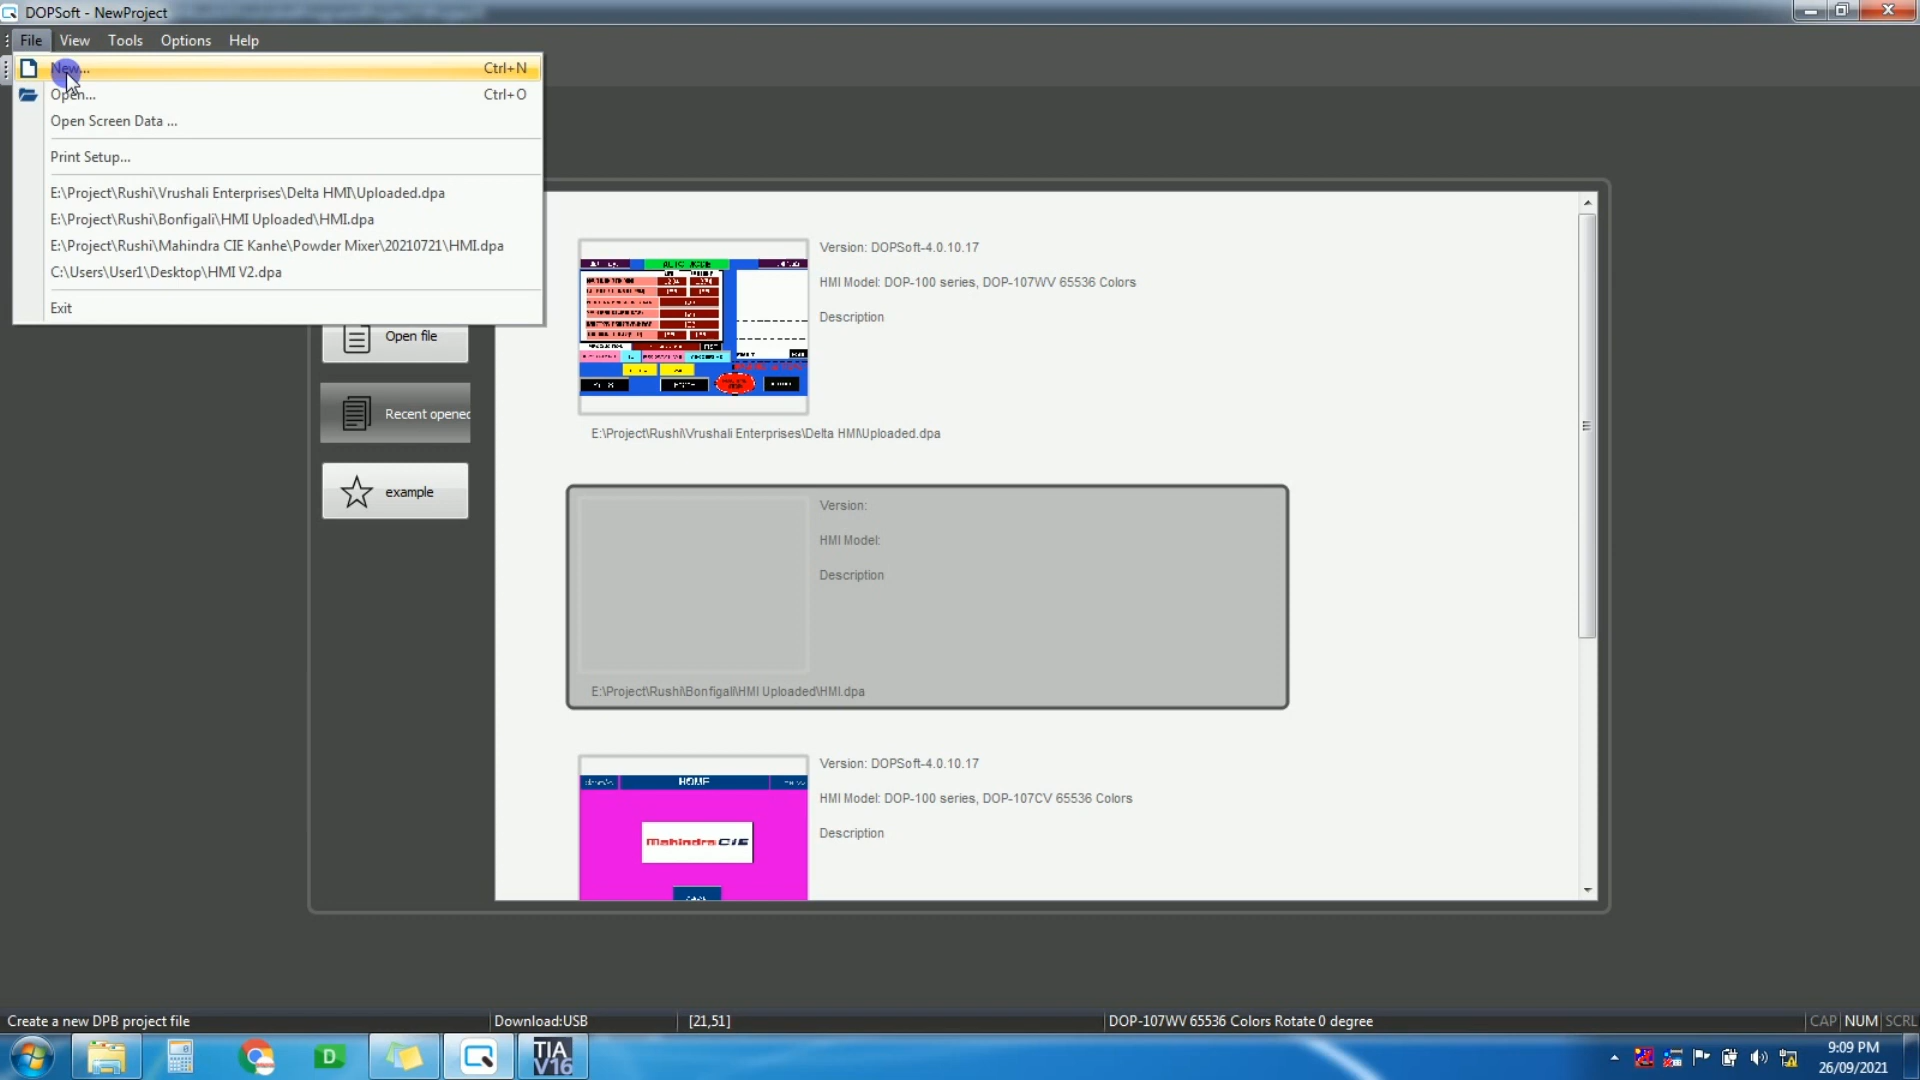 DOPSoft - NewProject
File View Tools Options Help
New... Ctrl+N
Open... Ctrl+O
Open Screen Data ...
Print Setup...
E:\Project\Rushi\Vrushali Enterprises\Delta HMI\Uploaded.dpa
E:\Project\Rushi\Bonfigali\HMI Uploaded\HMI.dpa
E:\Project\Rushi\Mahindra CIE Kanhe\Powder Mixer\20210721\HMI.dpa
C:\Users\User1\Desktop\HMI V2.dpa
Exit
Open file
Recent opened
example
AUTO MODE
Version: DOPSoft-4.0.10.17
HMI Model: DOP-100 series, DOP-107WV 65536 Colors
Description
E:\Project\Rushi\Vrushali Enterprises\Delta HMI\Uploaded.dpa
Version:
HMI Model:
Description
E:\Project\Rushi\Bonfigali\HMI Uploaded\HMI.dpa
HOME
Mahindra CIE
Version: DOPSoft-4.0.10.17
HMI Model: DOP-100 series, DOP-107CV 65536 Colors
Description
Create a new DPB project file
Download:USB
[21,51]
DOP-107WV 65536 Colors Rotate 0 degree
CAP NUM SCRL
D
TIA
V16
9:09 PM
26/09/2021